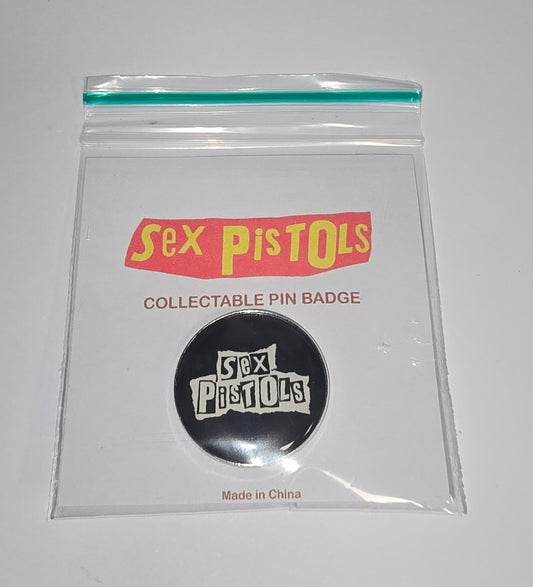 SEX PISTOLS
COLLECTABLE PIN BADGE
SEX
PISTOLS
Made in China